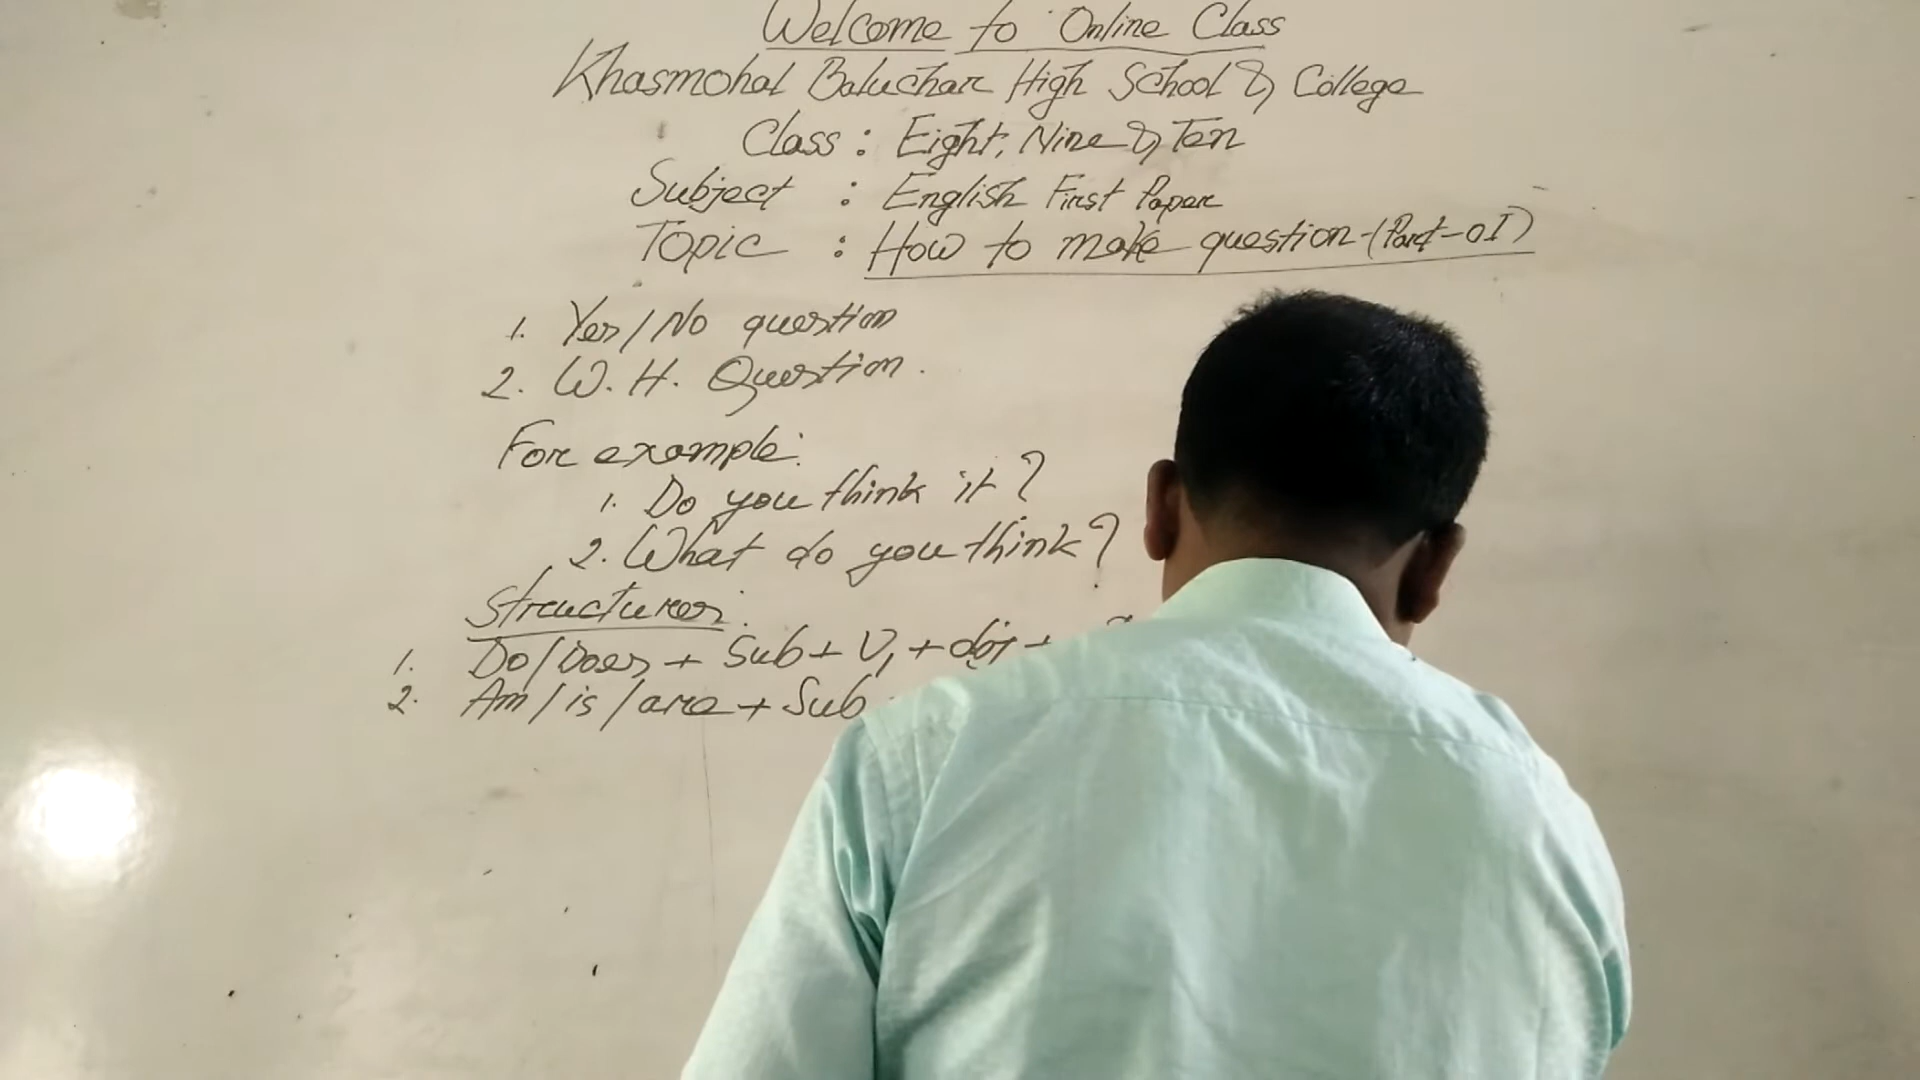 Welcome to Online Class
Khasmohal Baluchar High School & College
Class : Eight, Nine & Ten
Subject : English First Paper
Topic : How to make question-(Part-01)
1. Yes/No question
2. W.H. Question.
For example:
1. Do you think it?
2. What do you think?
Structures:
1. Do/Does + Sub + V1 + obj +
2. Am/is/are + Sub